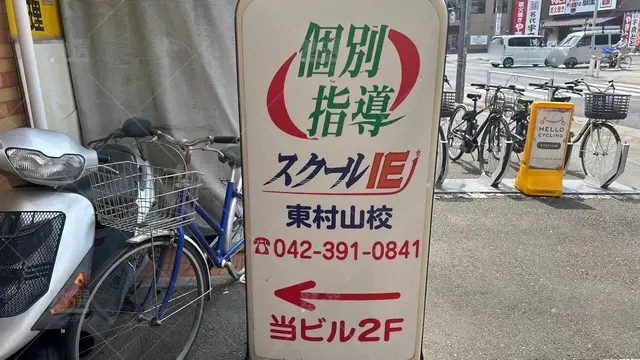 個別
指導
スクールIE
東村山校
☎042-391-0841
当ビル2F
HELLO
CYCLING
STATION